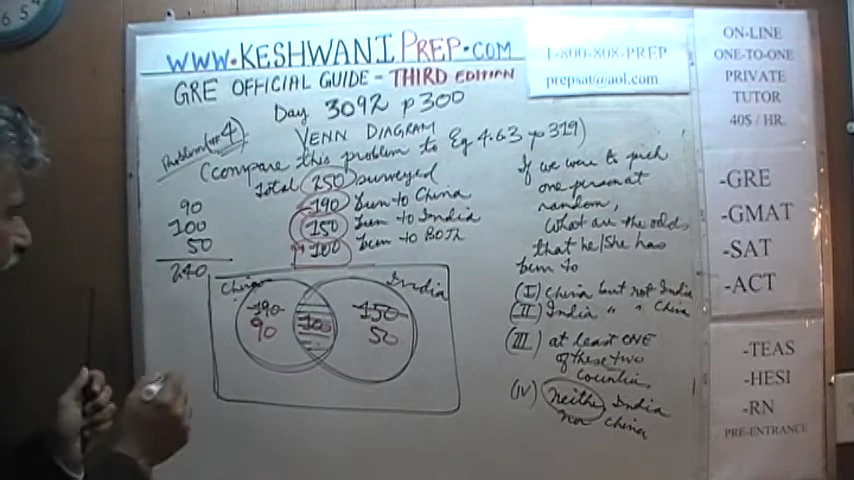 6 5
WWW.KESHWANIPREP.COM
1-800-808-PREP
prepsat@aol.com
GRE OFFICIAL GUIDE - THIRD EDITION
Day 3092 p300
Problem(#4)
VENN DIAGRAM
(compare this problem to Eg 4.63 p 319)
Total 250 surveyed
190 been to China
150 been to India
100 been to BOTH
90
100
50
240
China
India
190
90
100
150
50
If we were to pick
one person at
random,
what are the odds
that he/she has
been to
(I) China but not India
(II) India " " China
(III) at least ONE
of these two
countries
(IV) neither India
nor China
ON-LINE
ONE-TO-ONE
PRIVATE
TUTOR
40$ / HR.
-GRE
-GMAT
-SAT
-ACT
-TEAS
-HESI
-RN
PRE-ENTRANCE